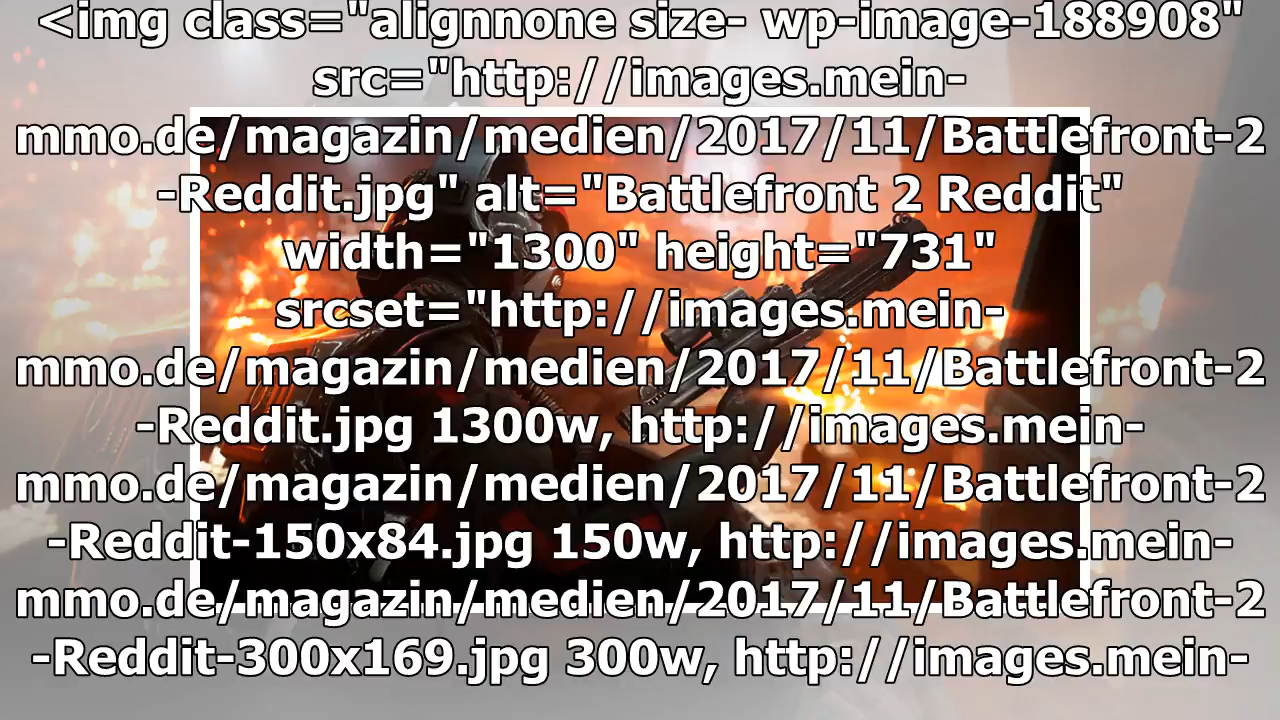 <img class="alignnone size- wp-image-188908"
src="http://images.mein-
mmo.de/magazin/medien/2017/11/Battlefront-2
-Reddit.jpg" alt="Battlefront 2 Reddit"
width="1300" height="731"
srcset="http://images.mein-
mmo.de/magazin/medien/2017/11/Battlefront-2
-Reddit.jpg 1300w, http://images.mein-
mmo.de/magazin/medien/2017/11/Battlefront-2
-Reddit-150x84.jpg 150w, http://images.mein-
mmo.de/magazin/medien/2017/11/Battlefront-2
-Reddit-300x169.jpg 300w, http://images.mein-